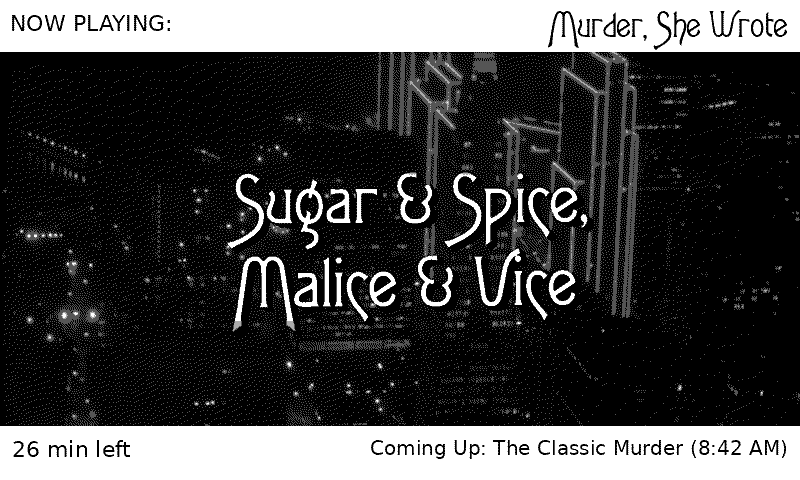 NOW PLAYING:
Murder, She Wrote
Sugar & Spice,
Malice & Vice
26 min left
Coming Up: The Classic Murder (8:42 AM)